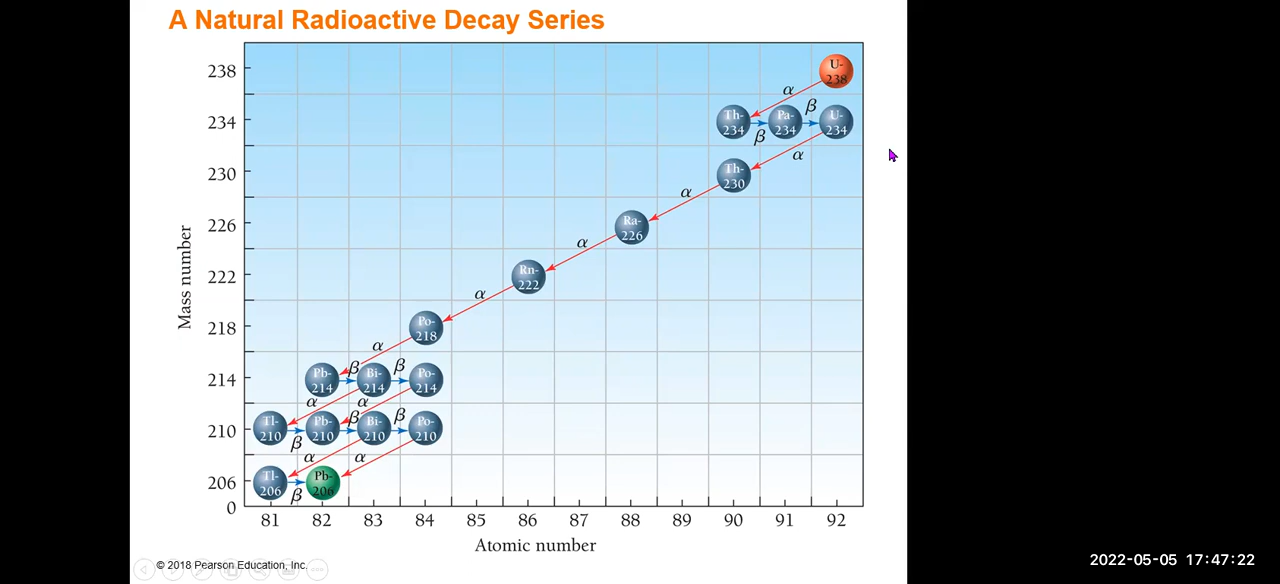 A Natural Radioactive Decay Series
238
234
230
226
222
218
214
210
206
0
Mass number
U-
238
α
β
Th-
234
Pa-
234
U-
234
β
α
Th-
230
α
Ra-
226
α
Rn-
222
α
Po-
218
α
β
β
Pb-
214
Bi-
214
Po-
214
α
α
β
β
Tl-
210
Pb-
210
Bi-
210
Po-
210
β
α
α
Tl-
206
Pb-
206
β
81 82 83 84 85 86 87 88 89 90 91 92
Atomic number
© 2018 Pearson Education, Inc.
2022-05-05 17:47:22